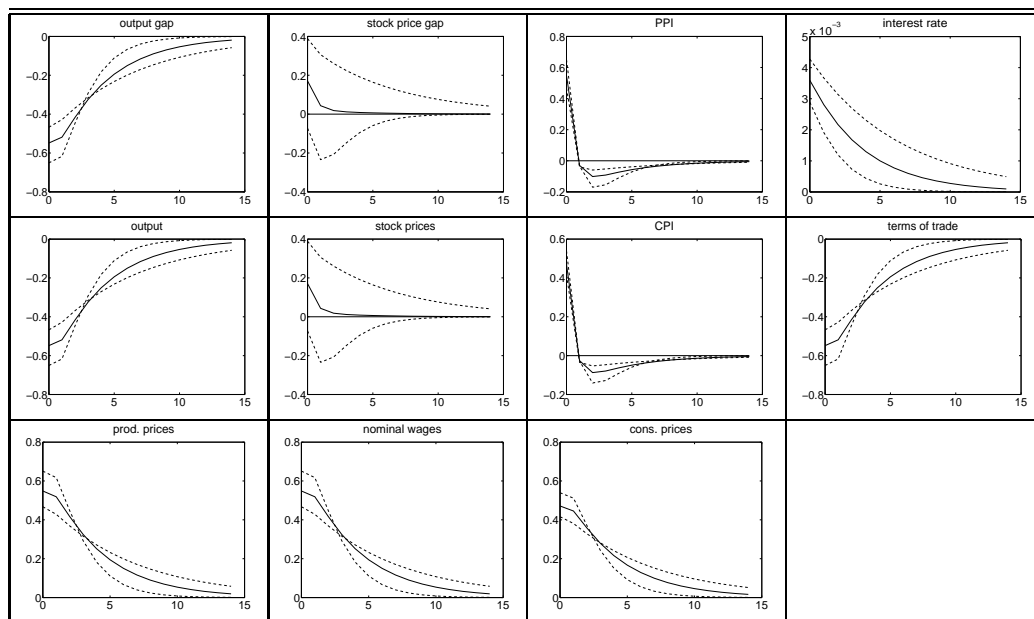 output gap
0
−0.2
−0.4
−0.6
−0.8
0 5 10 15
stock price gap
0.4
0.2
0
−0.2
−0.4
0 5 10 15
PPI
0.8
0.6
0.4
0.2
0
−0.2
0 5 10 15
interest rate
x 10⁻³
5
4
3
2
1
0
0 5 10 15
output
0
−0.2
−0.4
−0.6
−0.8
0 5 10 15
stock prices
0.4
0.2
0
−0.2
−0.4
0 5 10 15
CPI
0.6
0.4
0.2
0
−0.2
0 5 10 15
terms of trade
0
−0.2
−0.4
−0.6
−0.8
0 5 10 15
prod. prices
0.8
0.6
0.4
0.2
0
0 5 10 15
nominal wages
0.8
0.6
0.4
0.2
0
0 5 10 15
cons. prices
0.8
0.6
0.4
0.2
0
0 5 10 15